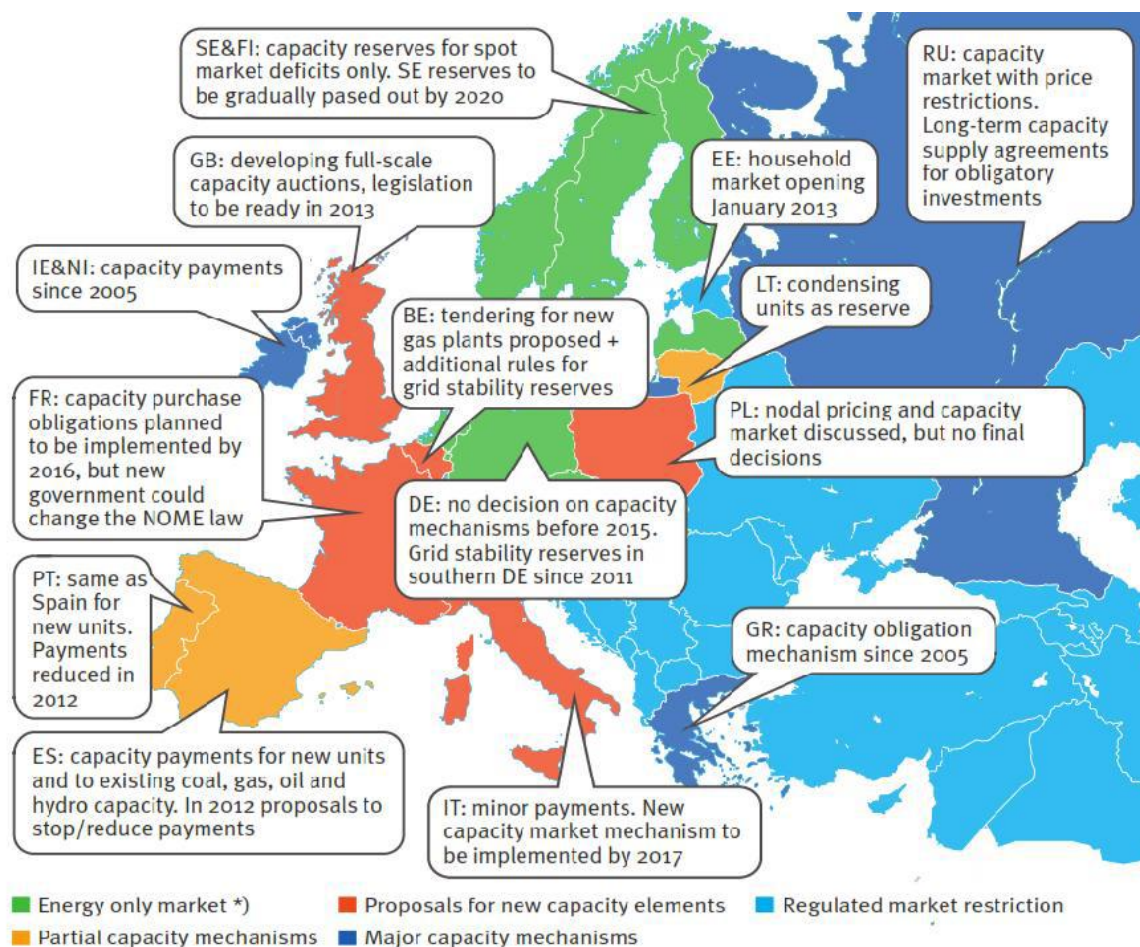 SE&FI: capacity reserves for spot
market deficits only. SE reserves to
be gradually pased out by 2020
GB: developing full-scale
capacity auctions, legislation
to be ready in 2013
IE&NI: capacity payments
since 2005
FR: capacity purchase
obligations planned
to be implemented by
2016, but new
government could
change the NOME law
PT: same as
Spain for
new units.
Payments
reduced in
2012
ES: capacity payments for new units
and to existing coal, gas, oil and
hydro capacity. In 2012 proposals to
stop/reduce payments
BE: tendering for new
gas plants proposed +
additional rules for
grid stability reserves
DE: no decision on capacity
mechanisms before 2015.
Grid stability reserves in
southern DE since 2011
IT: minor payments. New
capacity market mechanism to
be implemented by 2017
EE: household
market opening
January 2013
RU: capacity
market with price
restrictions.
Long-term capacity
supply agreements
for obligatory
investments
LT: condensing
units as reserve
PL: nodal pricing and capacity
market discussed, but no final
decisions
GR: capacity obligation
mechanism since 2005
Energy only market *)
Proposals for new capacity elements
Regulated market restriction
Partial capacity mechanisms
Major capacity mechanisms